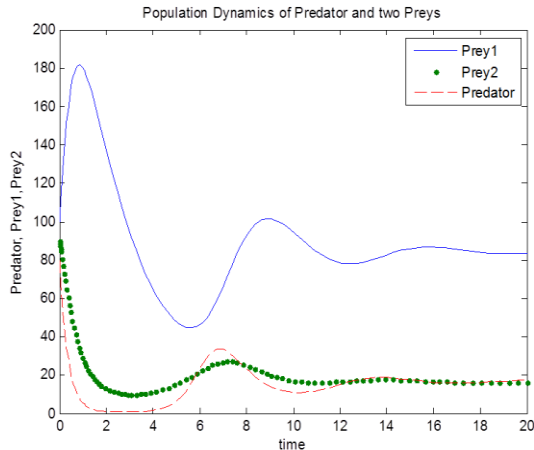 Population Dynamics of Predator and two Preys
Prey1
Prey2
Predator
Predator, Prey1,Prey2
200
180
160
140
120
100
80
60
40
20
0
0 2 4 6 8 10 12 14 16 18 20
time